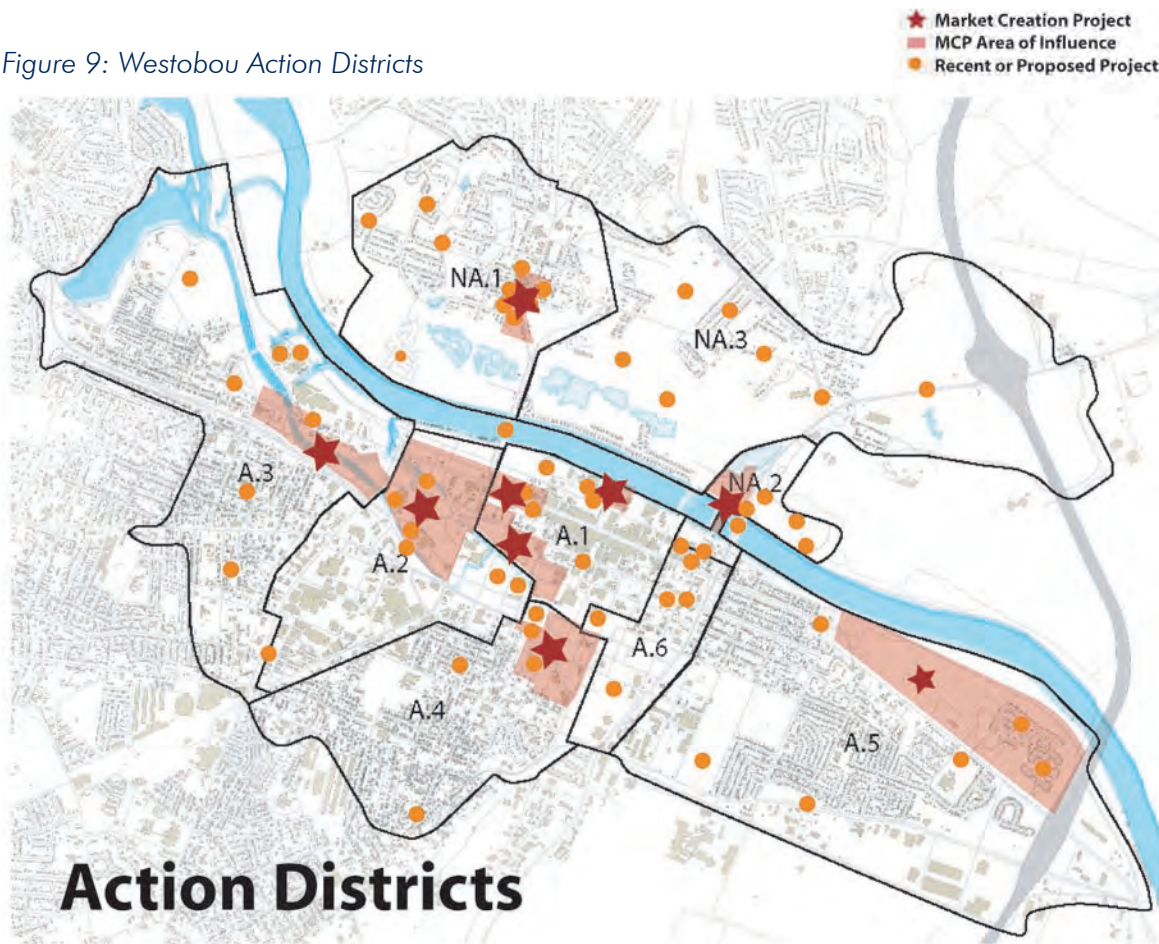 Market Creation Project
MCP Area of Influence
Recent or Proposed Project
Figure 9: Westobou Action Districts
NA.1
NA.3
NA.2
A.3
A.1
A.2
A.6
A.4
A.5
Action Districts